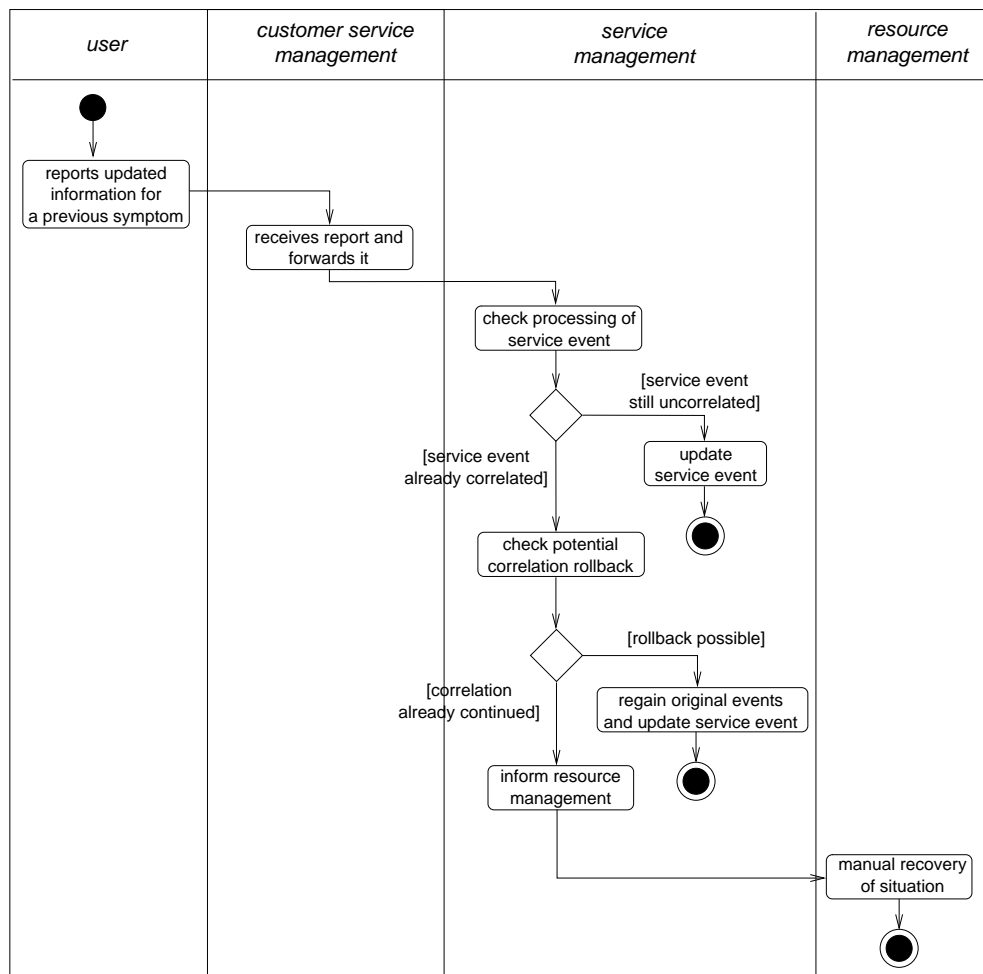 user
customer service
management
service
management
resource
management
reports updated
information for
a previous symptom
receives report and
forwards it
check processing of
service event
[service event
still uncorrelated]
[service event
already correlated]
update
service event
check potential
correlation rollback
[rollback possible]
[correlation
already continued]
regain original events
and update service event
inform resource
management
manual recovery
of situation